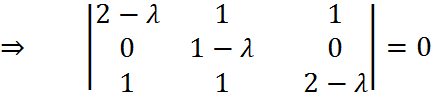 ⇒ |2 − λ 1 1|
|0 1 − λ 0| = 0
|1 1 2 − λ|